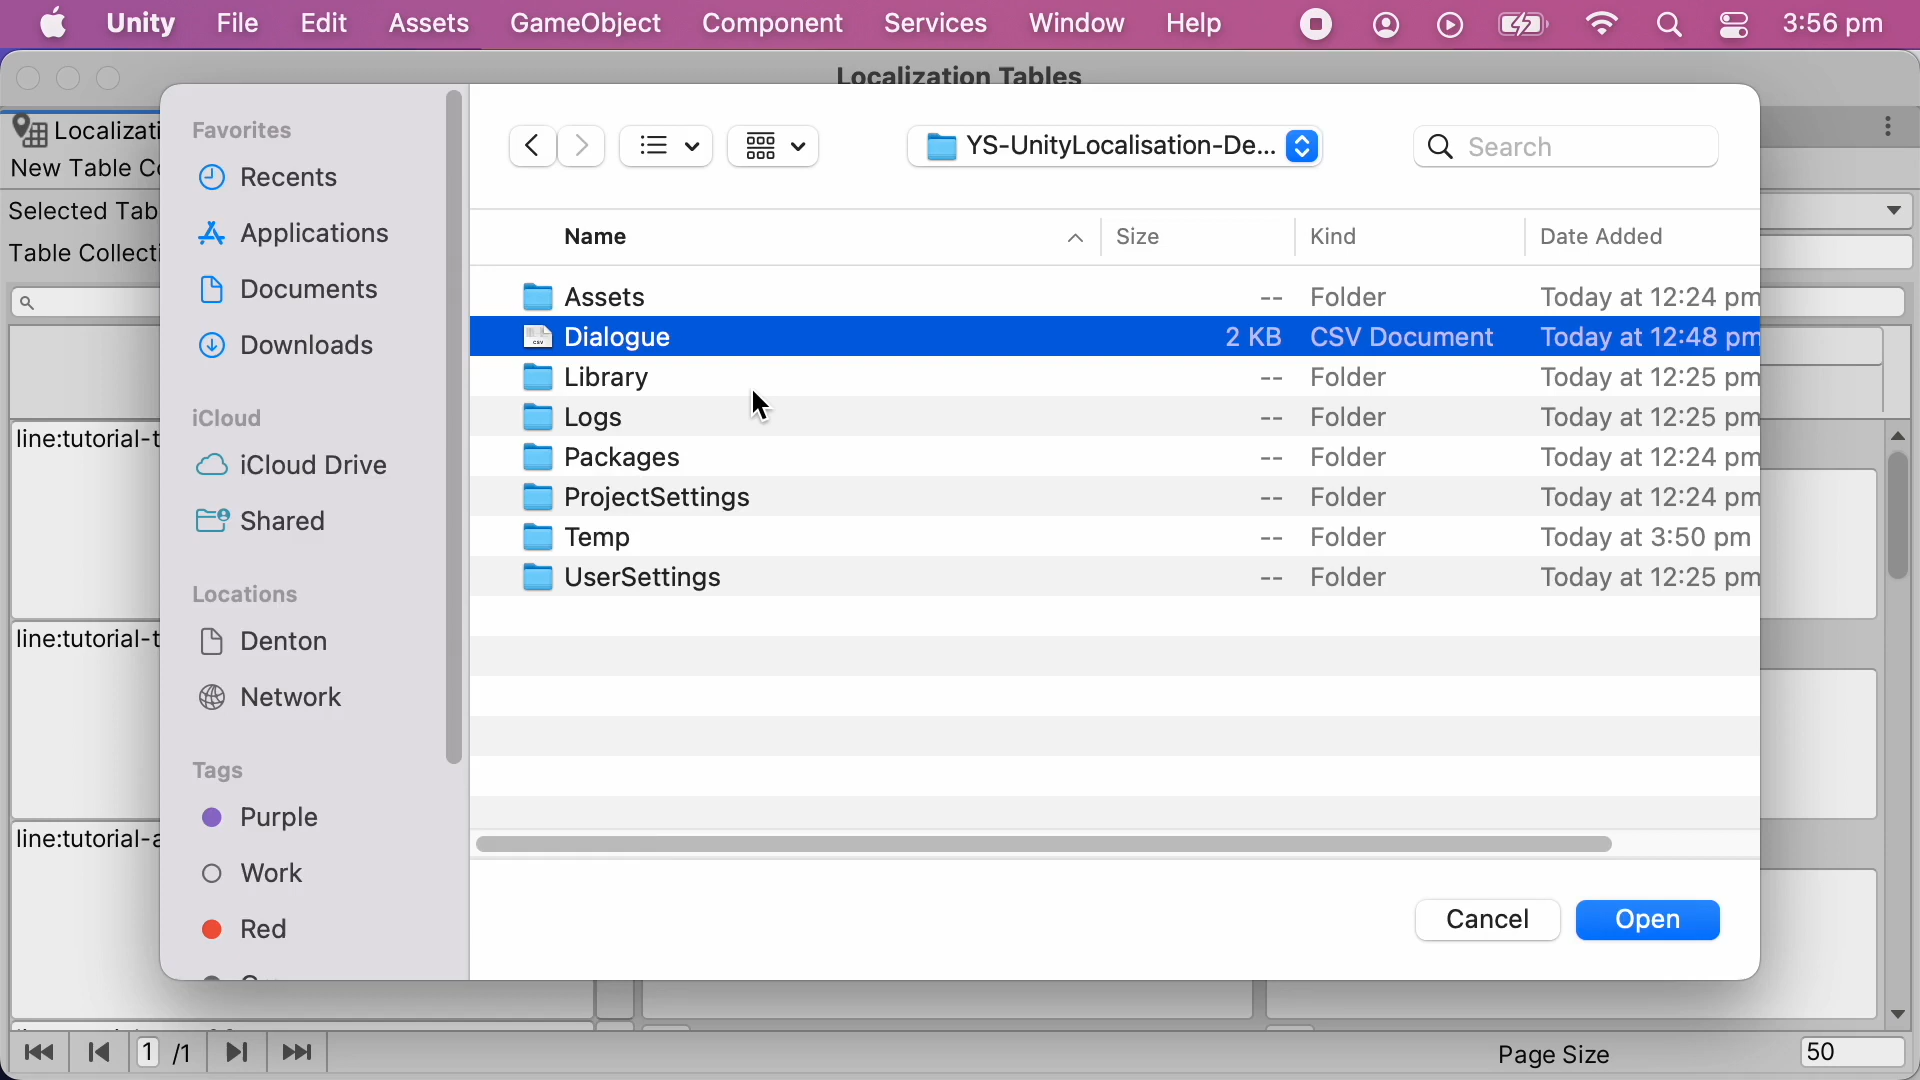 Unity File Edit Assets GameObject Component Services Window Help 3:56 pm
Localization Tables
Localizati
New Table Co
Selected Tab
Table Collecti
line:tutorial-t
line:tutorial-t
line:tutorial-a
Favorites
Recents
Applications
Documents
Downloads
iCloud
iCloud Drive
Shared
Locations
Denton
Network
Tags
Purple
Work
Red
YS-UnityLocalisation-De...
Search
Name Size Kind Date Added
Assets -- Folder Today at 12:24 pm
Dialogue 2 KB CSV Document Today at 12:48 pm
Library -- Folder Today at 12:25 pm
Logs -- Folder Today at 12:25 pm
Packages -- Folder Today at 12:24 pm
ProjectSettings -- Folder Today at 12:24 pm
Temp -- Folder Today at 3:50 pm
UserSettings -- Folder Today at 12:25 pm
Cancel Open
1 /1 Page Size 50